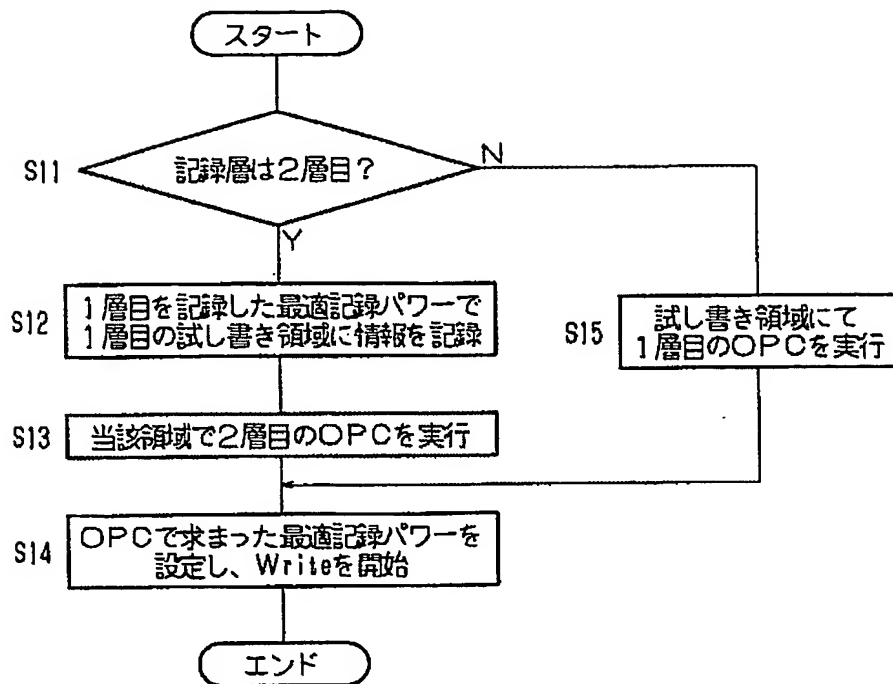 スタート
S11
記録層は2層目?
N
Y
S12
1層目を記録した最適記録パワーで
1層目の試し書き領域に情報を記録
S15
試し書き領域にて
1層目のOPCを実行
S13
当該領域で2層目のOPCを実行
S14
OPCで求まった最適記録パワーを
設定し、Writeを開始
エンド